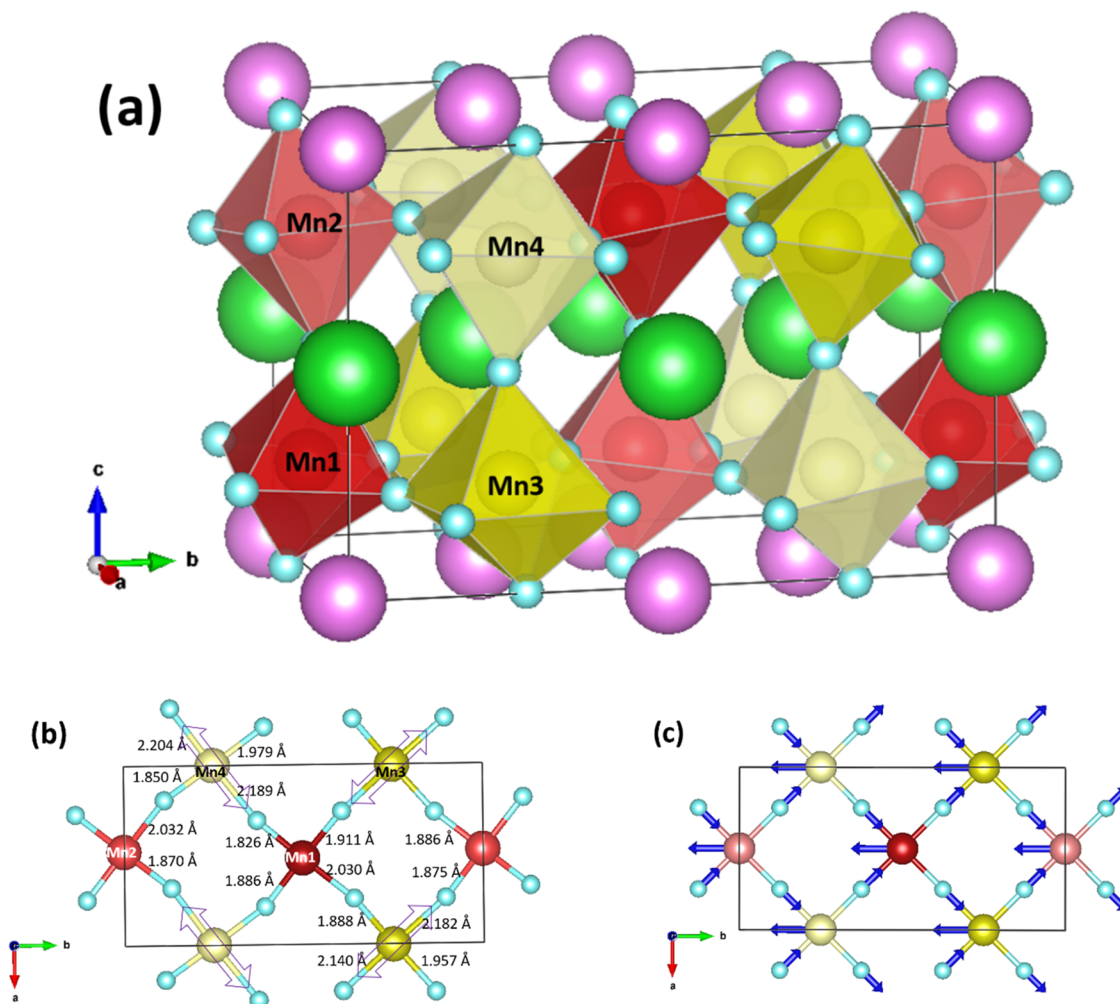 (a)
Mn2
Mn4
Mn1
Mn3
c
b
a
(b)
2.204 Å
1.979 Å
Mn4
Mn3
1.850 Å
2.189 Å
2.032 Å
1.826 Å
1.911 Å
1.886 Å
Mn2
Mn1
1.870 Å
2.030 Å
1.875 Å
1.886 Å
1.888 Å
2.182 Å
2.140 Å
1.957 Å
b
a
(c)
b
a